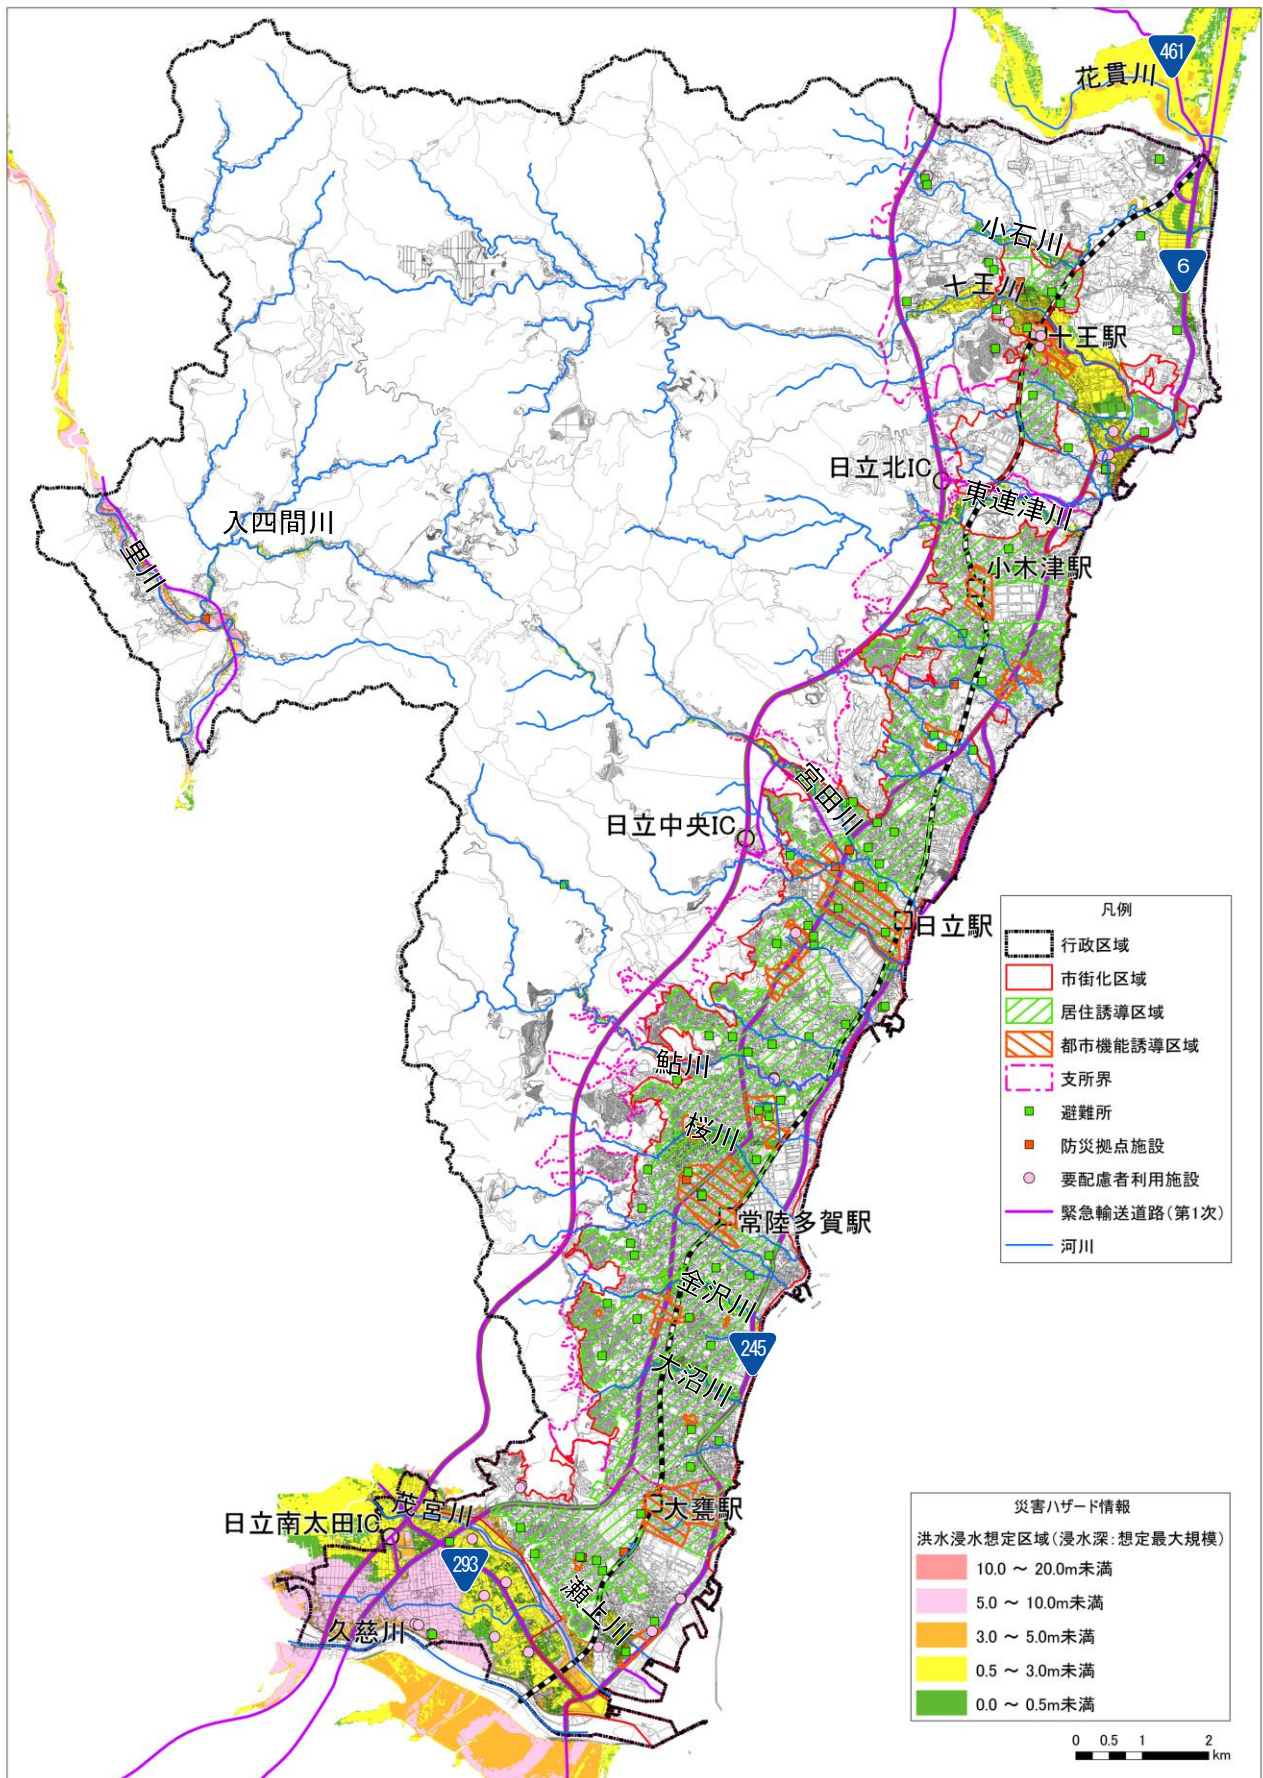 461
花貫川
小石川
6
十王川
十王駅
日立北IC
東連津川
入四間川
里川
小木津駅
宮田川
日立中央IC
日立駅
凡例
行政区域
市街化区域
居住誘導区域
都市機能誘導区域
支所界
避難所
防災拠点施設
要配慮者利用施設
緊急輸送道路(第1次)
河川
鮎川
桜川
常陸多賀駅
金沢川
245
大沼川
大甕駅
茂宮川
日立南太田IC
293
瀬上川
久慈川
災害ハザード情報
洪水浸水想定区域(浸水深:想定最大規模)
10.0 ～ 20.0m未満
5.0 ～ 10.0m未満
3.0 ～ 5.0m未満
0.5 ～ 3.0m未満
0.0 ～ 0.5m未満
0 0.5 1 2
km